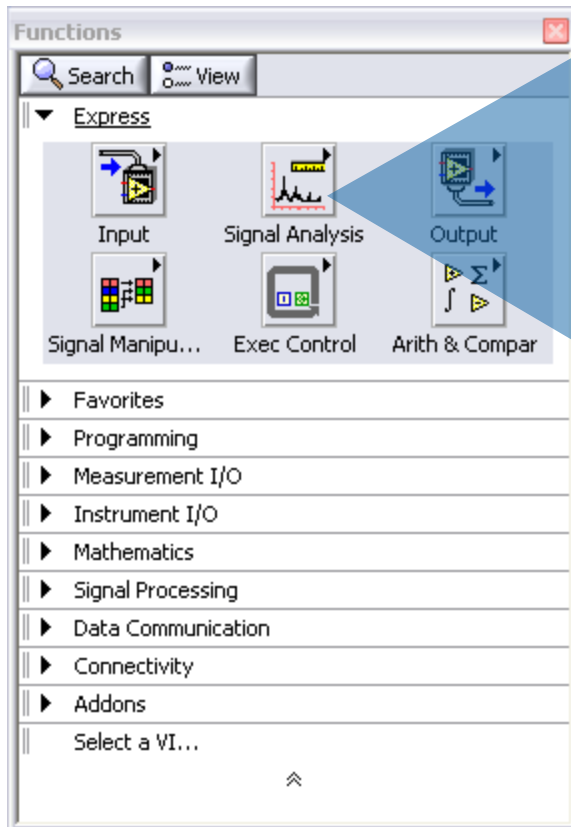 Functions
Search View
Express
Input Signal Analysis Output
Signal Manipu... Exec Control Arith & Compar
Favorites
Programming
Measurement I/O
Instrument I/O
Mathematics
Signal Processing
Data Communication
Connectivity
Addons
Select a VI...